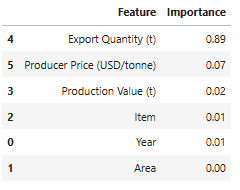 Feature Importance
4 Export Quantity (t) 0.89
5 Producer Price (USD/tonne) 0.07
3 Production Value (t) 0.02
2 Item 0.01
0 Year 0.01
1 Area 0.00